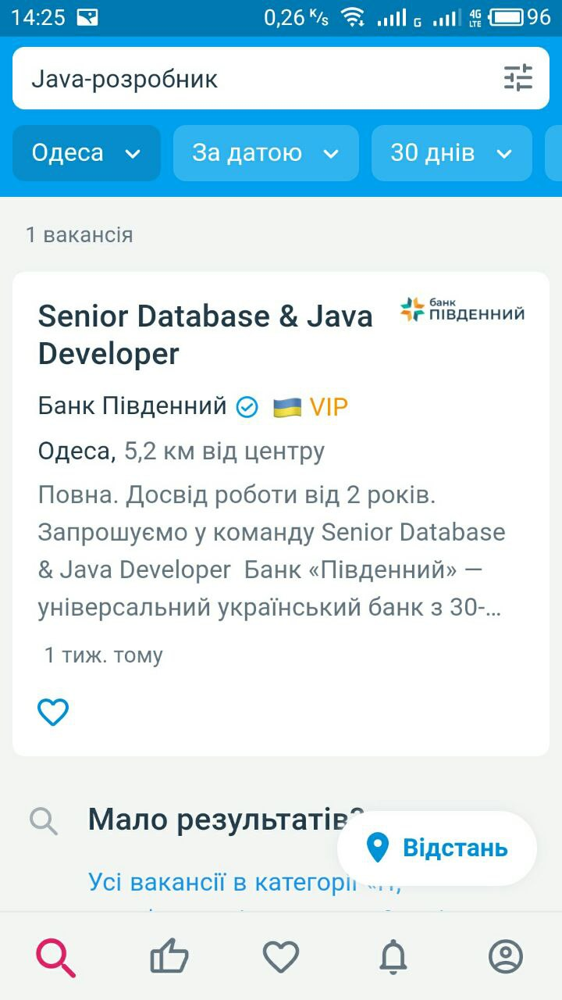 14:25 0,26 K/s G 4G LTE 96
Java-розробник
Одеса За датою 30 днів
1 вакансія
Senior Database & Java
Developer
банк
ПІВДЕННИЙ
Банк Південний VIP
Одеса, 5,2 км від центру
Повна. Досвід роботи від 2 років.
Запрошуємо у команду Senior Database
& Java Developer Банк «Південний» —
універсальний український банк з 30-...
1 тиж. тому
Мало результатів?
Відстань
Усі вакансії в категорії «IT,